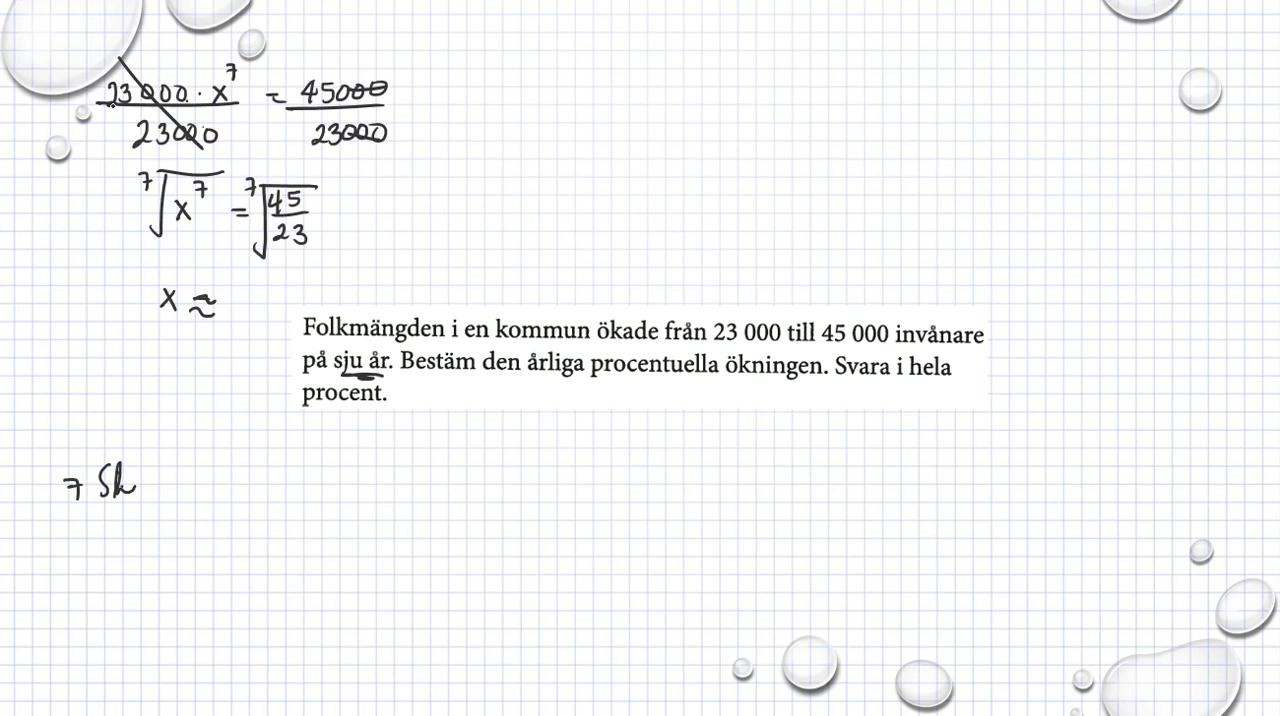 23000 · x^7 = 45000
23000 23000
7√x^7 = 7√45/23
x ≈
Folkmängden i en kommun ökade från 23 000 till 45 000 invånare
på sju år. Bestäm den årliga procentuella ökningen. Svara i hela
procent.
7